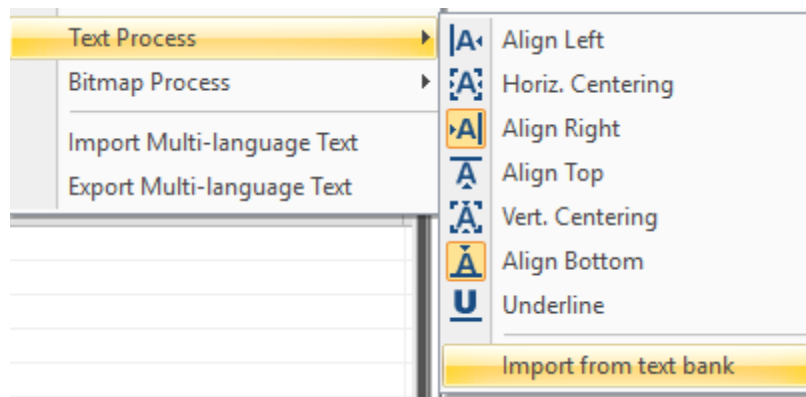 Text Process
Bitmap Process
Import Multi-language Text
Export Multi-language Text
Align Left
Horiz. Centering
Align Right
Align Top
Vert. Centering
Align Bottom
Underline
Import from text bank